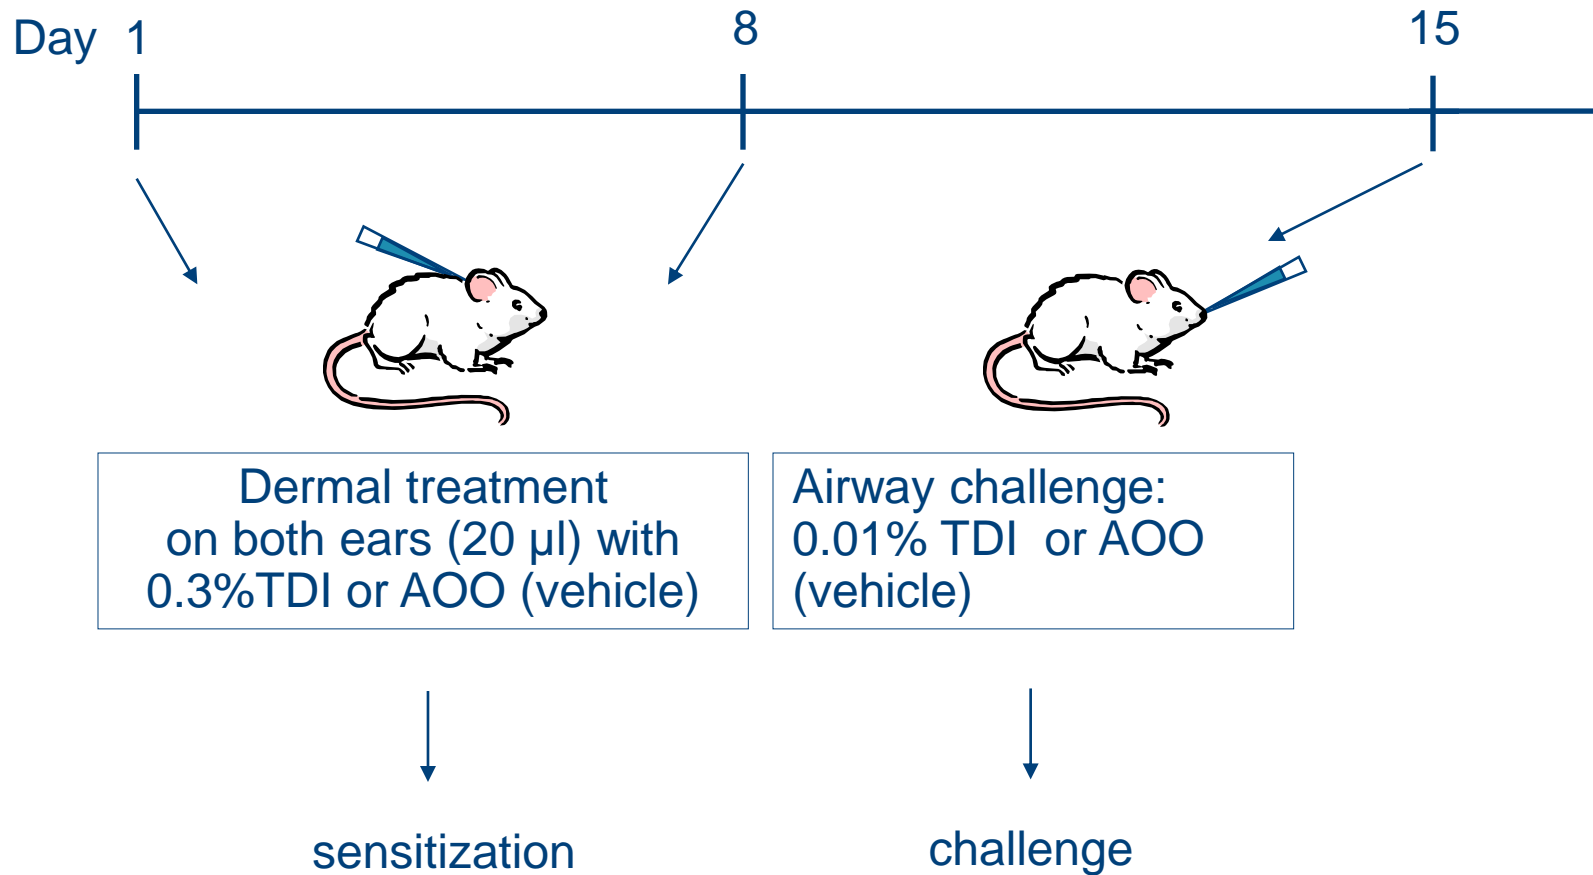 Day 1 8 15
Dermal treatment
on both ears (20 µl) with
0.3%TDI or AOO (vehicle)
Airway challenge:
0.01% TDI or AOO
(vehicle)
sensitization
challenge